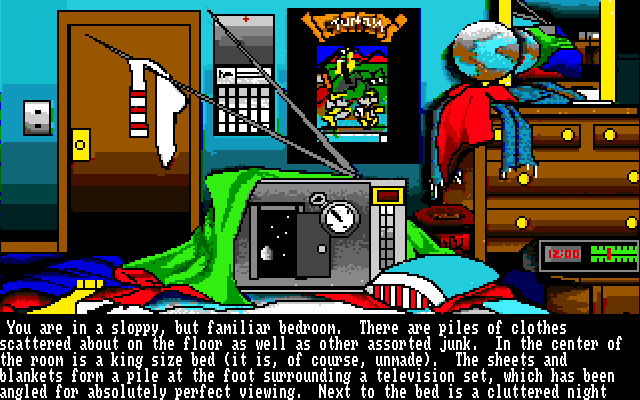 12:00
You are in a sloppy, but familiar bedroom.  There are piles of clothes
scattered about on the floor as well as other assorted junk.  In the center of
the room is a king size bed (it is, of course, unmade).  The sheets and
blankets form a pile at the foot surrounding a television set, which has been
angled for absolutely perfect viewing.  Next to the bed is a cluttered night